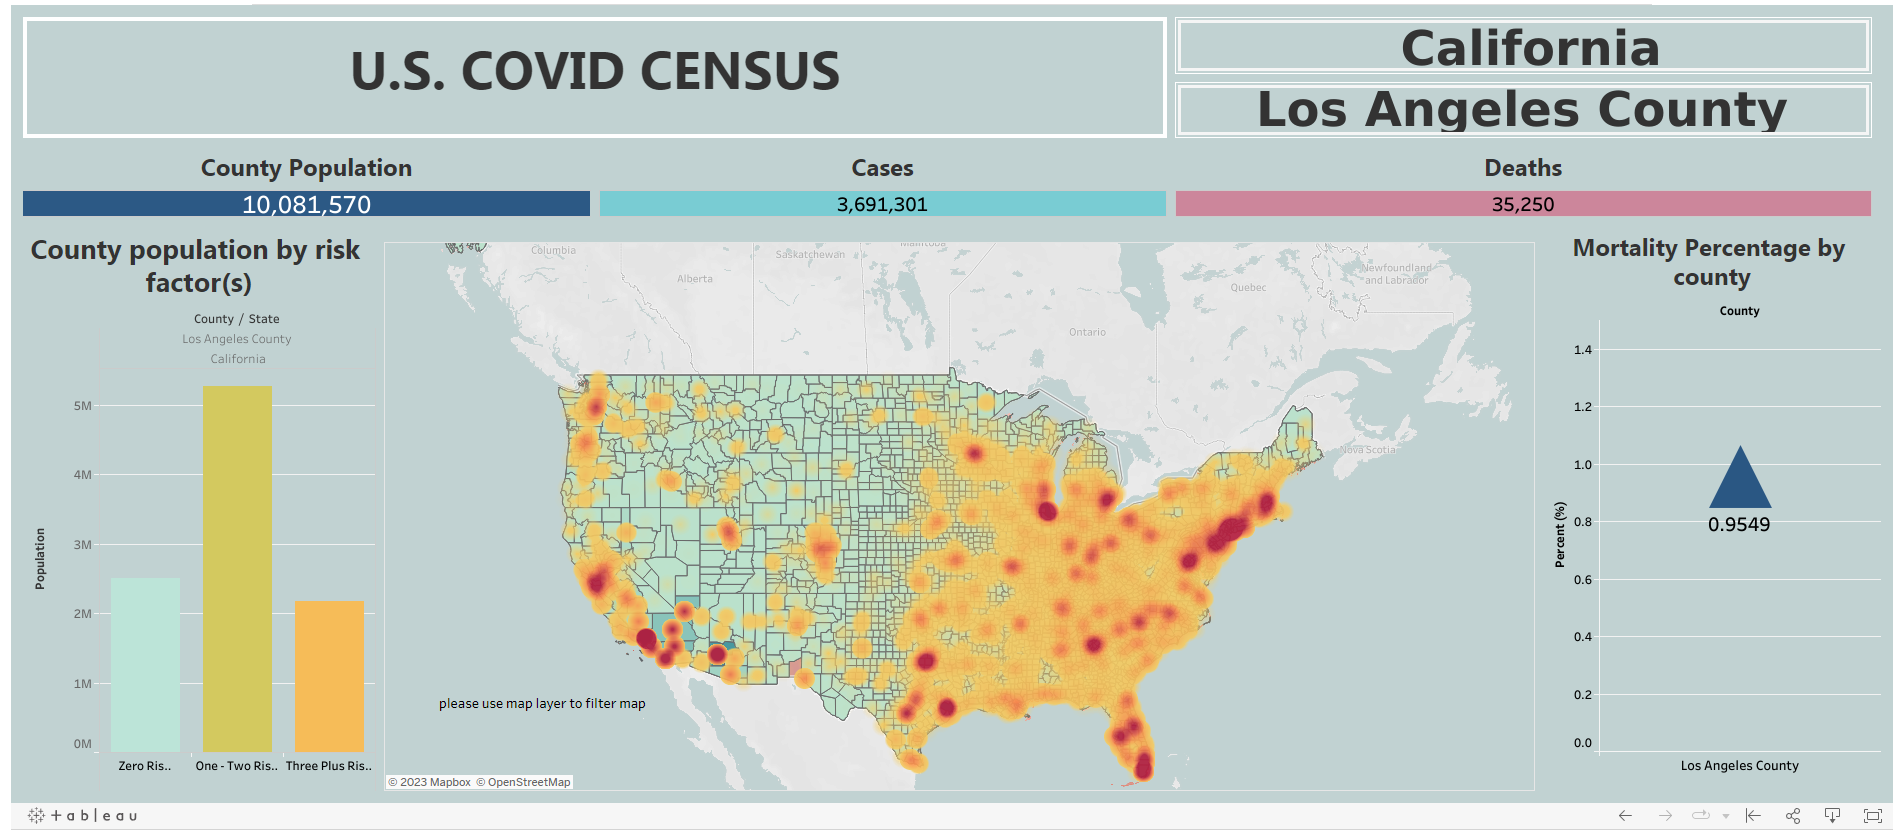 U.S. COVID CENSUS
California
Los Angeles County
County Population
Cases
Deaths
10,081,570
3,691,301
35,250
County population by risk
factor(s)
County / State
Los Angeles County
California
Population
5M
4M
3M
2M
1M
0M
Zero Ris..
One - Two Ris..
Three Plus Ris..
Columbia
Alberta
Saskatchewan
Manitoba
Ontario
Quebec
Newfoundland
and Labrador
Nova Scotia
please use map layer to filter map
© 2023 Mapbox © OpenStreetMap
Mortality Percentage by
county
County
Percent (%)
1.4
1.2
1.0
0.8
0.6
0.4
0.2
0.0
0.9549
Los Angeles County
+ableau